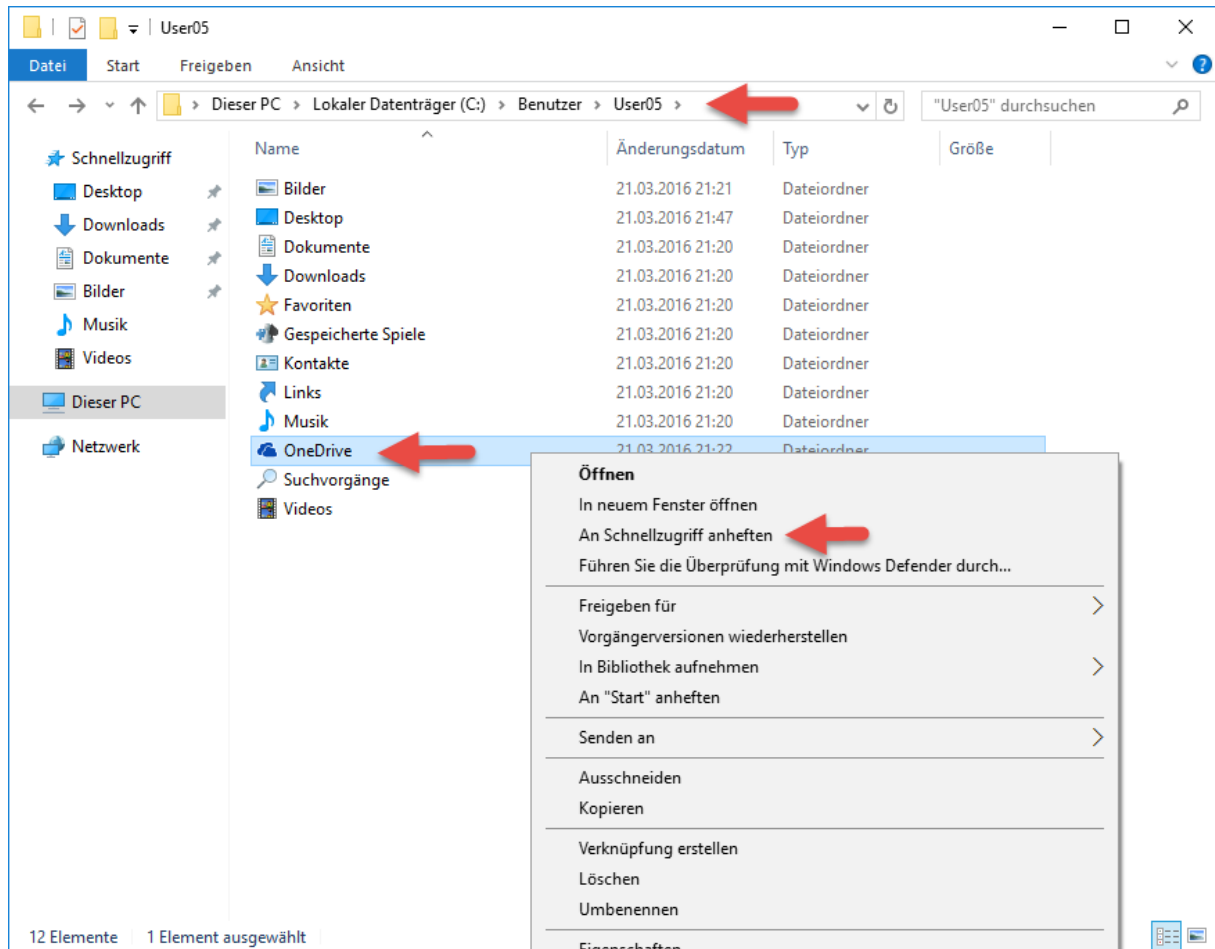 User05
Datei Start Freigeben Ansicht
Dieser PC Lokaler Datenträger (C:) Benutzer User05 "User05" durchsuchen
Schnellzugriff
Desktop
Downloads
Dokumente
Bilder
Musik
Videos
Dieser PC
Netzwerk
Name Änderungsdatum Typ Größe
Bilder 21.03.2016 21:21 Dateiordner
Desktop 21.03.2016 21:47 Dateiordner
Dokumente 21.03.2016 21:20 Dateiordner
Downloads 21.03.2016 21:20 Dateiordner
Favoriten 21.03.2016 21:20 Dateiordner
Gespeicherte Spiele 21.03.2016 21:20 Dateiordner
Kontakte 21.03.2016 21:20 Dateiordner
Links 21.03.2016 21:20 Dateiordner
Musik 21.03.2016 21:20 Dateiordner
OneDrive 21.03.2016 21:22 Dateiordner
Suchvorgänge
Videos
Öffnen
In neuem Fenster öffnen
An Schnellzugriff anheften
Führen Sie die Überprüfung mit Windows Defender durch...
Freigeben für
Vorgängerversionen wiederherstellen
In Bibliothek aufnehmen
An "Start" anheften
Senden an
Ausschneiden
Kopieren
Verknüpfung erstellen
Löschen
Umbenennen
Eigenschaften
12 Elemente 1 Element ausgewählt